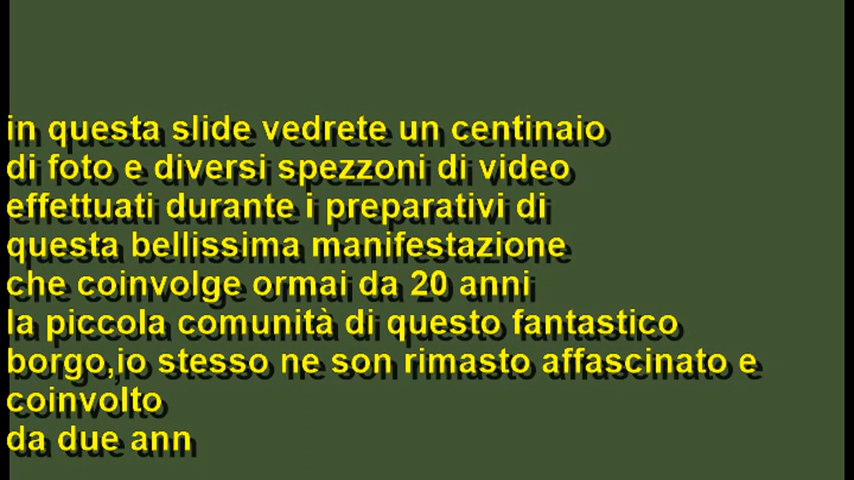 in questa slide vedrete un centinaio
di foto e diversi spezzoni di video
effettuati durante i preparativi di
questa bellissima manifestazione
che coinvolge ormai da 20 anni
la piccola comunità di questo fantastico
borgo,io stesso ne son rimasto affascinato e
coinvolto
da due ann